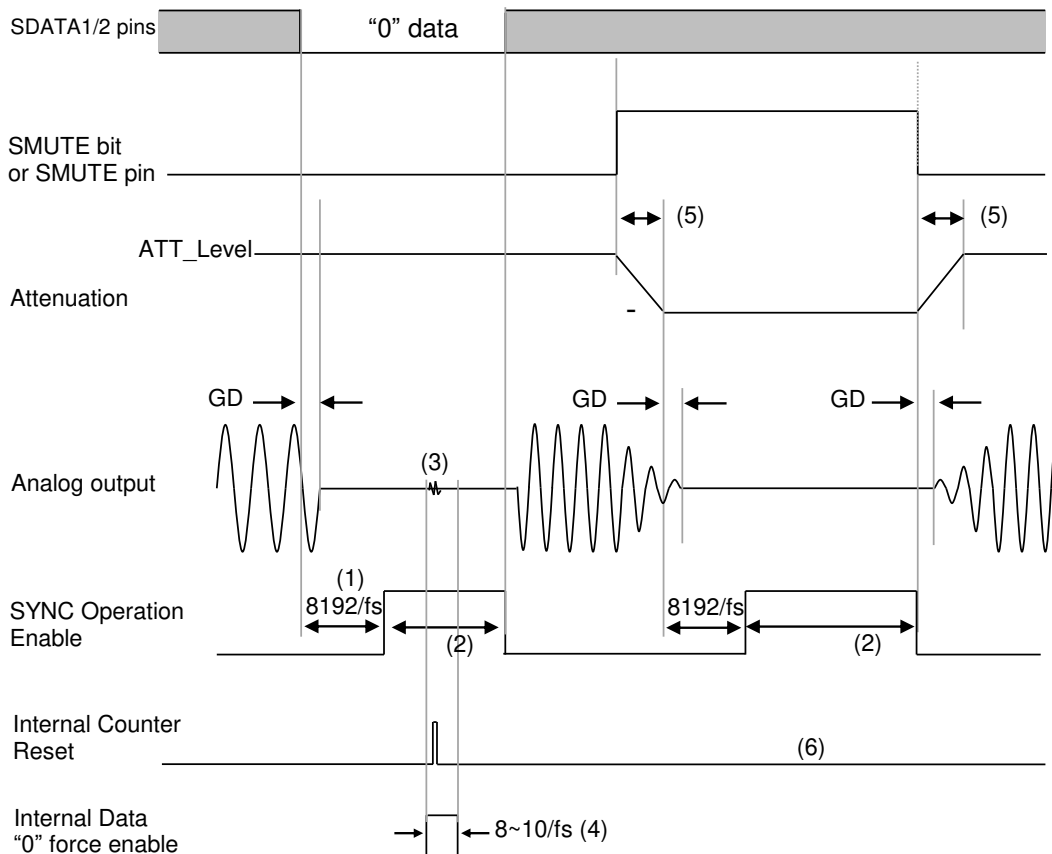 SDATA1/2 pins
“0” data
SMUTE bit
or SMUTE pin
(5)
(5)
ATT_Level
Attenuation
-
GD
GD
GD
(3)
Analog output
(1)
8192/fs
8192/fs
SYNC Operation
Enable
(2)
(2)
Internal Counter
Reset
(6)
Internal Data
“0” force enable
8~10/fs (4)